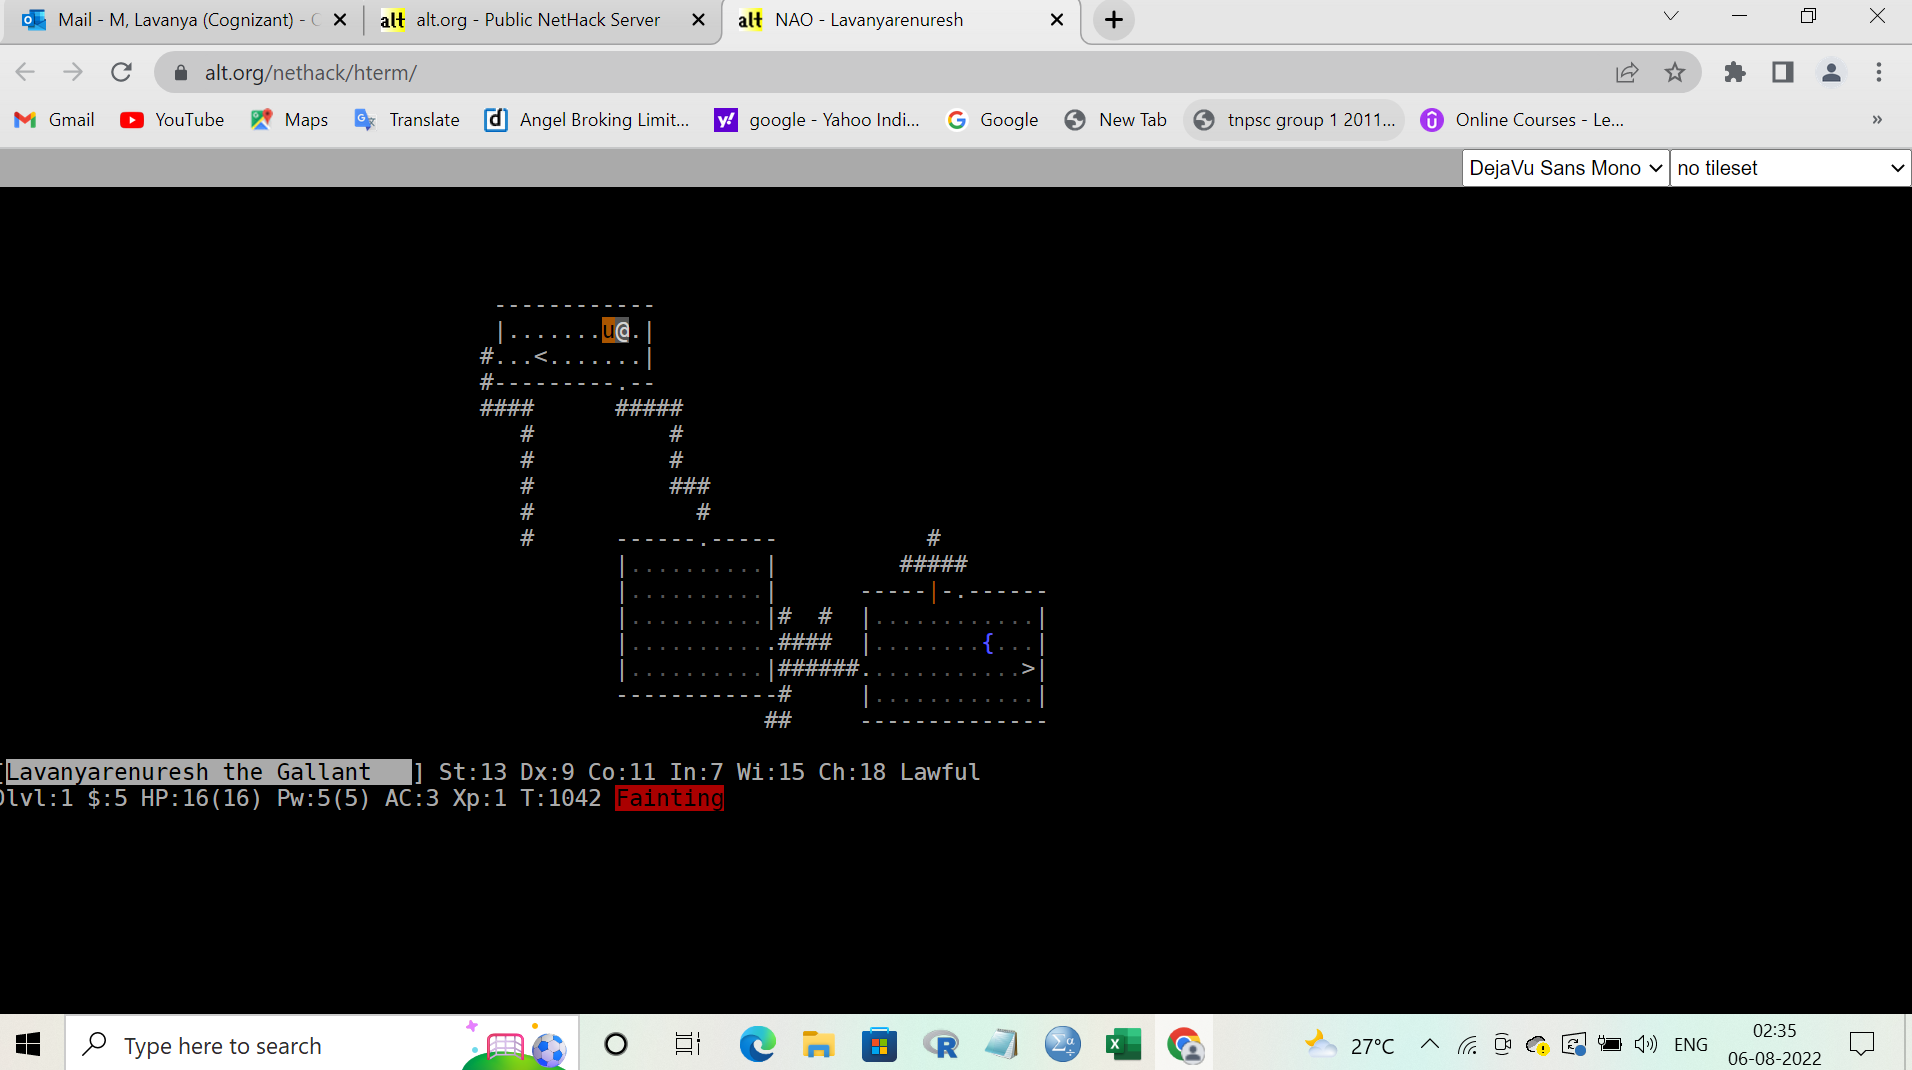 Mail - M, Lavanya (Cognizant) - alt.org - Public NetHack Server NAO - Lavanyarenuresh
alt.org/nethack/hterm/
Gmail YouTube Maps Translate Angel Broking Limit... google - Yahoo Indi... Google New Tab tnpsc group 1 2011... Online Courses - Le... »
DejaVu Sans Mono no tileset
------------
|.......u@.|
#...<.......|
#---------.--
####      #####
#          #
#          #
#          ###
#            #
#      ------.-----           #
|..........|         #####
|..........|      -----|-.------
|..........|#  #  |............|
|...........####  |........{...|
|..........|######............>|
------------#     |............|
##     --------------
[Lavanyarenuresh the Gallant   ] St:13 Dx:9 Co:11 In:7 Wi:15 Ch:18 Lawful
Dlvl:1 $:5 HP:16(16) Pw:5(5) AC:3 Xp:1 T:1042 Fainting
Type here to search 27°C ENG 02:35
06-08-2022